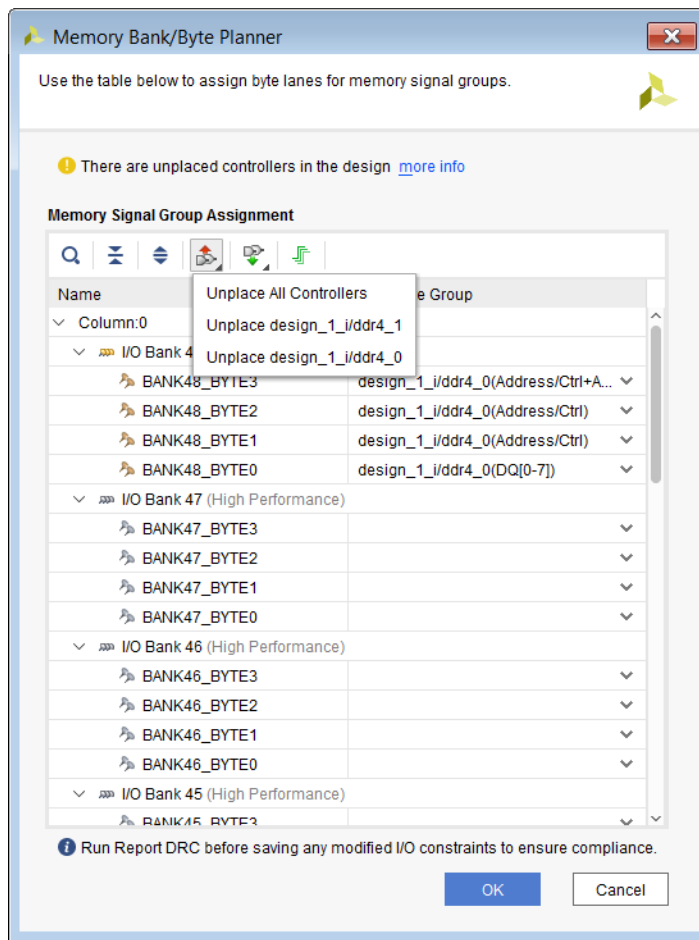 Memory Bank/Byte Planner
Use the table below to assign byte lanes for memory signal groups.
There are unplaced controllers in the design more info
Memory Signal Group Assignment
Unplace All Controllers
Unplace design_1_i/ddr4_1
Unplace design_1_i/ddr4_0
Name e Group
Column:0
I/O Bank 4
BANK48_BYTE3 design_1_i/ddr4_0(Address/Ctrl+A...
BANK48_BYTE2 design_1_i/ddr4_0(Address/Ctrl)
BANK48_BYTE1 design_1_i/ddr4_0(Address/Ctrl)
BANK48_BYTE0 design_1_i/ddr4_0(DQ[0-7])
I/O Bank 47 (High Performance)
BANK47_BYTE3
BANK47_BYTE2
BANK47_BYTE1
BANK47_BYTE0
I/O Bank 46 (High Performance)
BANK46_BYTE3
BANK46_BYTE2
BANK46_BYTE1
BANK46_BYTE0
I/O Bank 45 (High Performance)
BANK45_BYTE3
Run Report DRC before saving any modified I/O constraints to ensure compliance.
OK Cancel